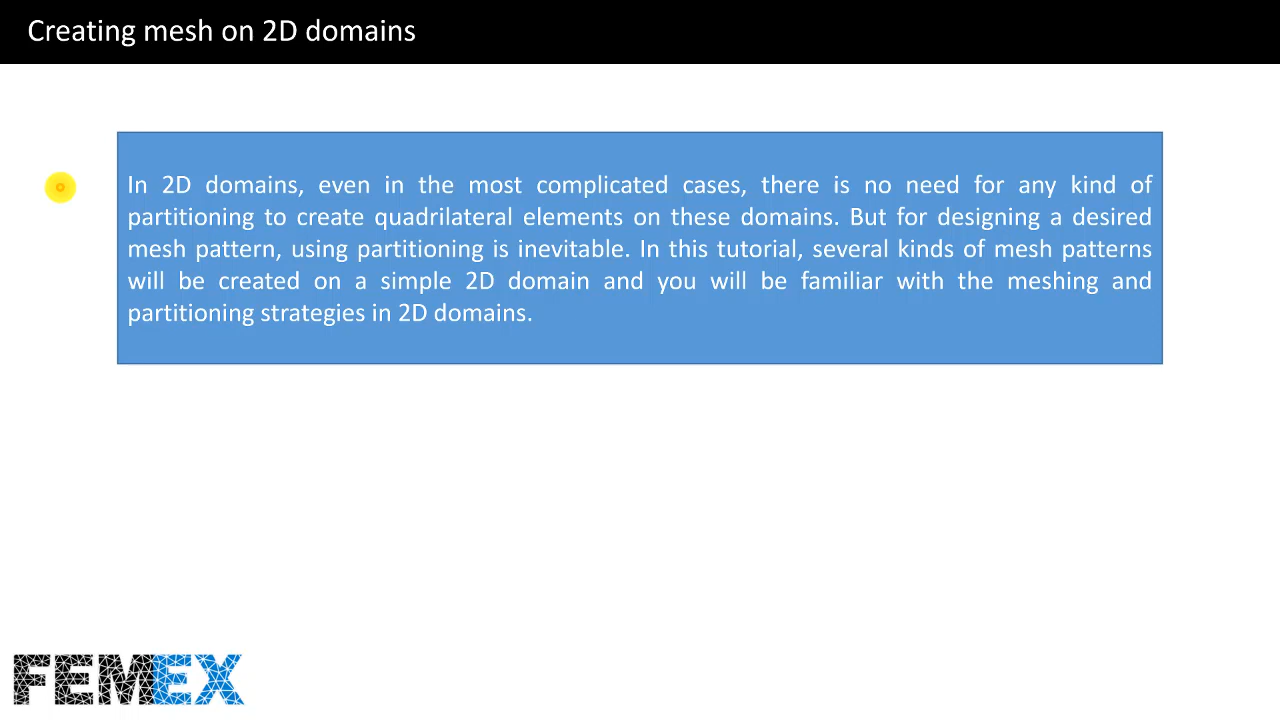 Creating mesh on 2D domains
In 2D domains, even in the most complicated cases, there is no need for any kind of
partitioning to create quadrilateral elements on these domains. But for designing a desired
mesh pattern, using partitioning is inevitable. In this tutorial, several kinds of mesh patterns
will be created on a simple 2D domain and you will be familiar with the meshing and
partitioning strategies in 2D domains.
FEMEX